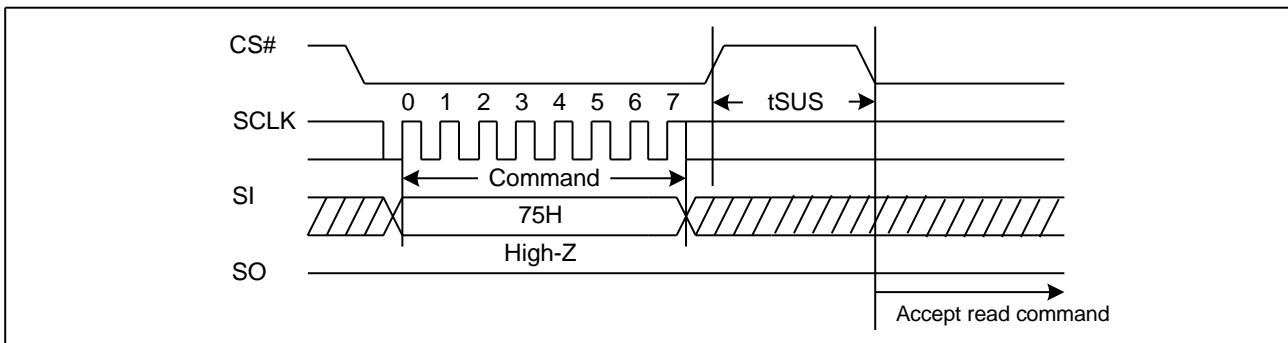 CS#
0 1 2 3 4 5 6 7
tSUS
SCLK
Command
SI
75H
High-Z
SO
Accept read command